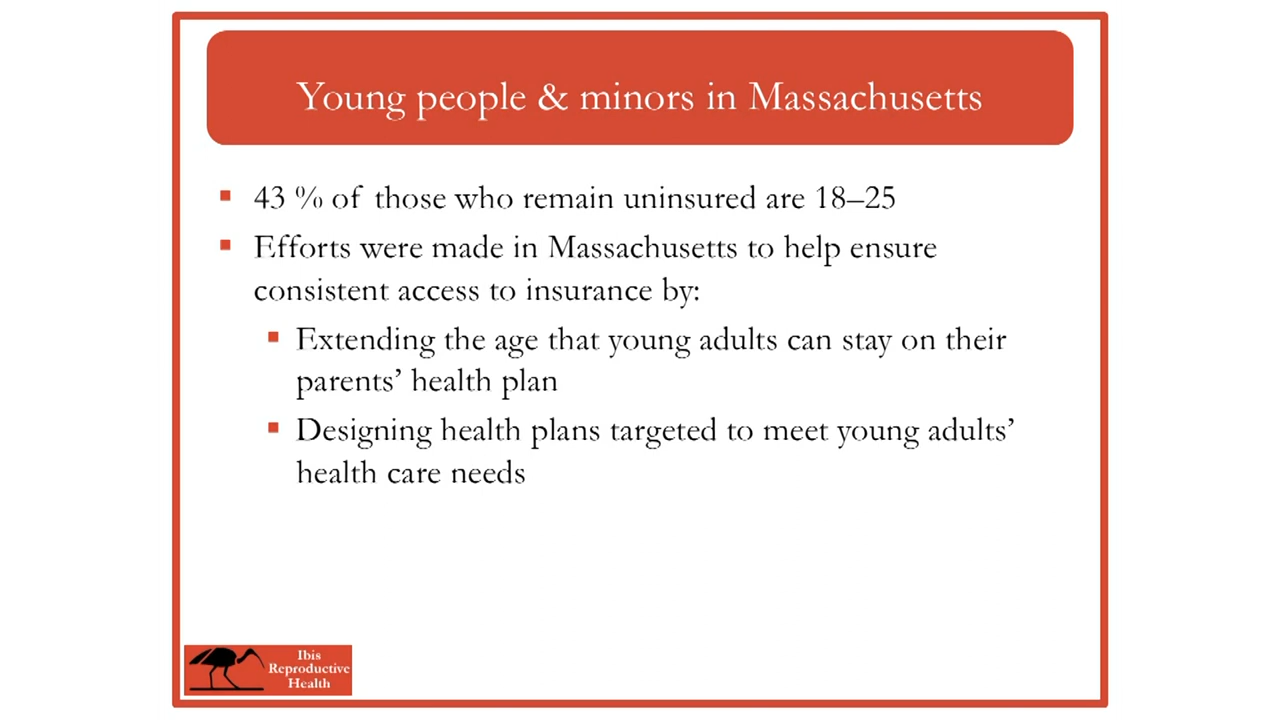 Young people & minors in Massachusetts
▪ 43 % of those who remain uninsured are 18–25
▪ Efforts were made in Massachusetts to help ensure
consistent access to insurance by:
▪ Extending the age that young adults can stay on their
parents’ health plan
▪ Designing health plans targeted to meet young adults’
health care needs
Ibis
Reproductive
Health